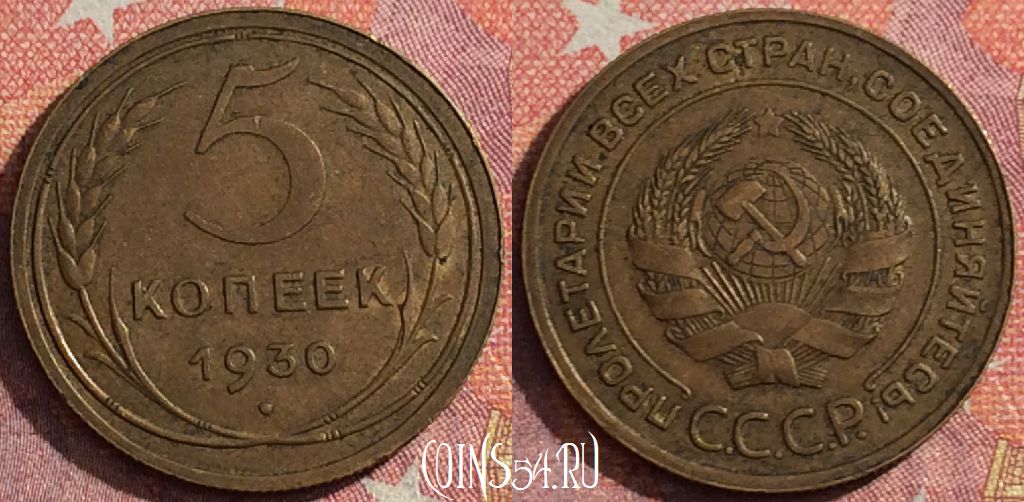 5
КОПЕЕК
1930
ПРОЛЕТАРИИ ВСЕХ СТРАН, СОЕДИНЯЙТЕСЬ!
С.С.С.Р.
COINS54.RU